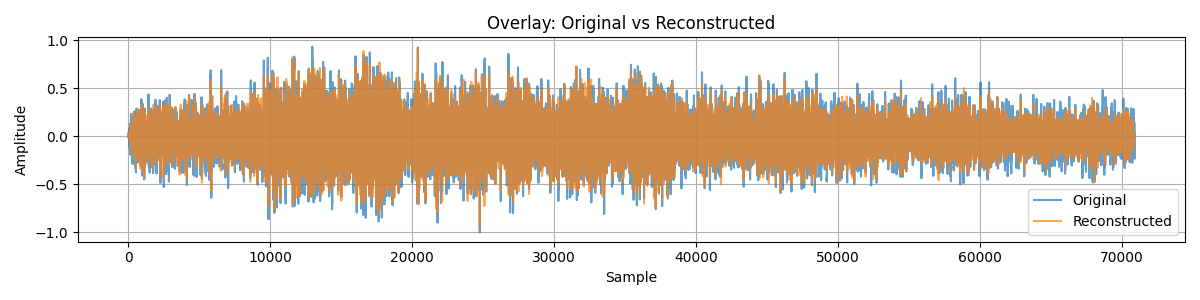 Overlay: Original vs Reconstructed
1.0
0.5
0.0
−0.5
−1.0
Amplitude
Original
Reconstructed
0 10000 20000 30000 40000 50000 60000 70000
Sample